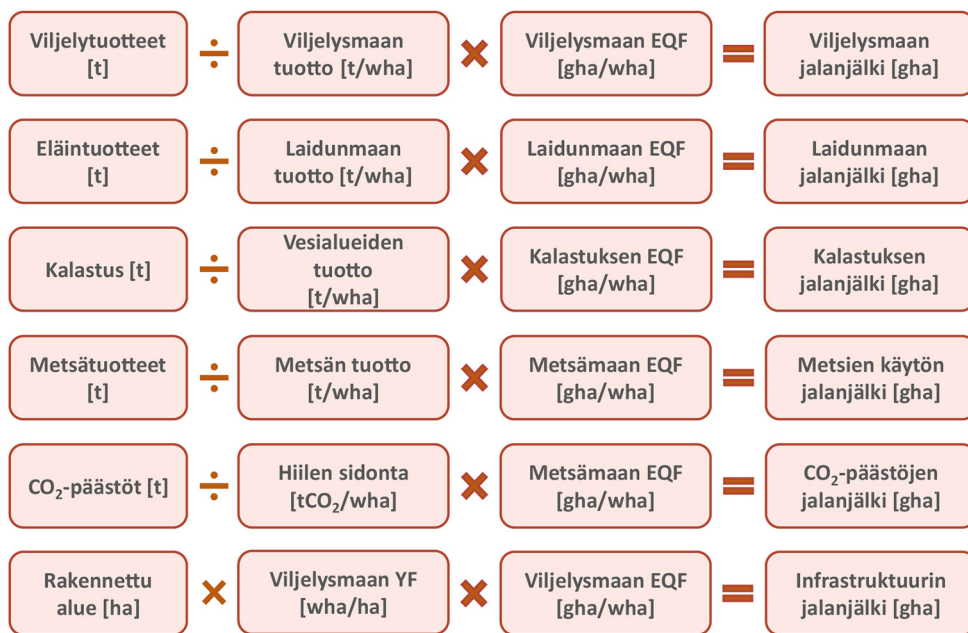 Viljelytuotteet
[t]
÷
Viljelysmaan
tuotto [t/wha]
×
Viljelysmaan EQF
[gha/wha]
=
Viljelysmaan
jalanjälki [gha]
Eläintuotteet
[t]
÷
Laidunmaan
tuotto [t/wha]
×
Laidunmaan EQF
[gha/wha]
=
Laidunmaan
jalanjälki [gha]
Kalastus [t]
÷
Vesialueiden
tuotto
[t/wha]
×
Kalastuksen EQF
[gha/wha]
=
Kalastuksen
jalanjälki [gha]
Metsätuotteet
[t]
÷
Metsän tuotto
[t/wha]
×
Metsämaan EQF
[gha/wha]
=
Metsien käytön
jalanjälki [gha]
CO₂-päästöt [t]
÷
Hiilen sidonta
[tCO₂/wha]
×
Metsämaan EQF
[gha/wha]
=
CO₂-päästöjen
jalanjälki [gha]
Rakennettu
alue [ha]
×
Viljelysmaan YF
[wha/ha]
×
Viljelysmaan EQF
[gha/wha]
=
Infrastruktuurin
jalanjälki [gha]